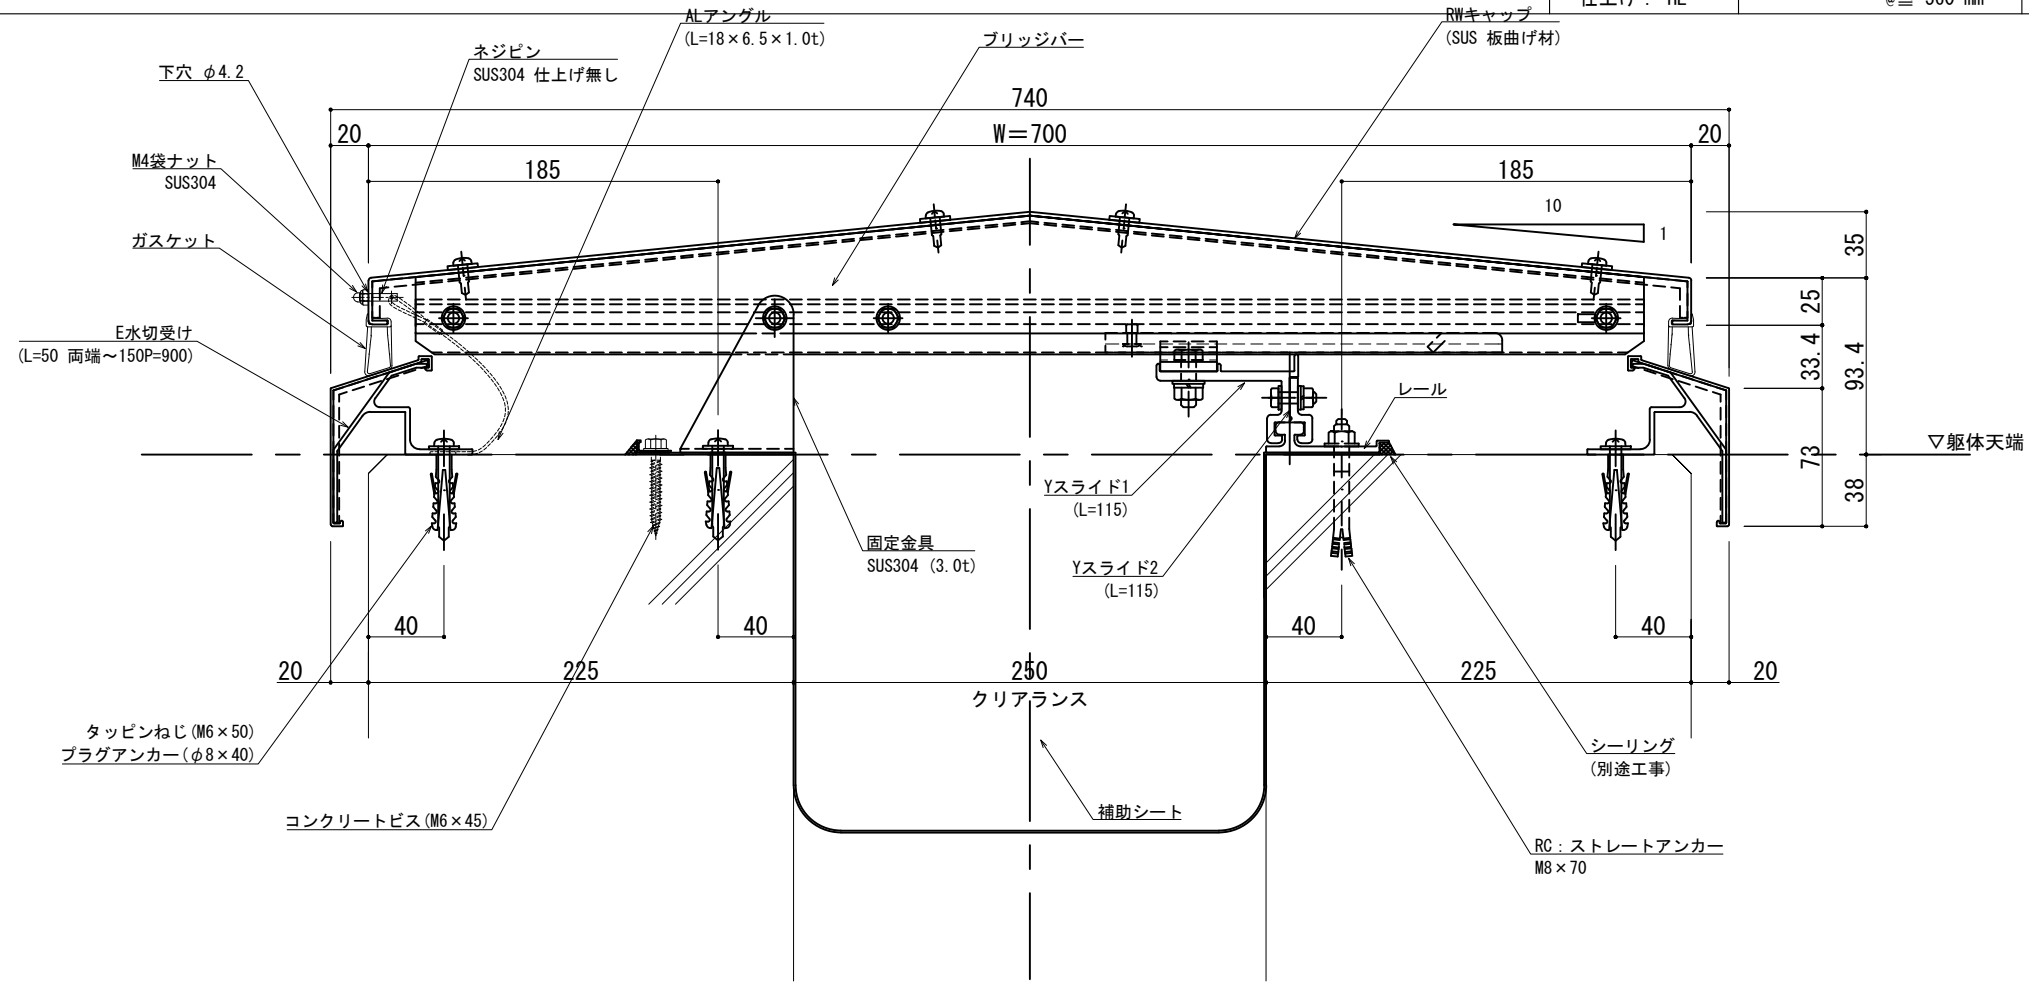 仕上げ : HL
@≦ 500 mm
ALアングル
(L=18×6.5×1.0t)
RWキャップ
(SUS 板曲げ材)
ネジピン
SUS304 仕上げ無し
ブリッジバー
下穴 φ4.2
740
20
W=700
20
M4袋ナット
SUS304
185
185
10
1
ガスケット
35
25
E水切受け
(L=50 両端～150P=900)
33.4
93.4
レール
▽躯体天端
73
38
Yスライド1
(L=115)
固定金具
SUS304 (3.0t)
Yスライド2
(L=115)
40
40
40
40
20
225
250
225
20
クリアランス
タッピンねじ(M6×50)
プラグアンカー(φ8×40)
シーリング
(別途工事)
コンクリートビス(M6×45)
補助シート
RC：ストレートアンカー
M8×70